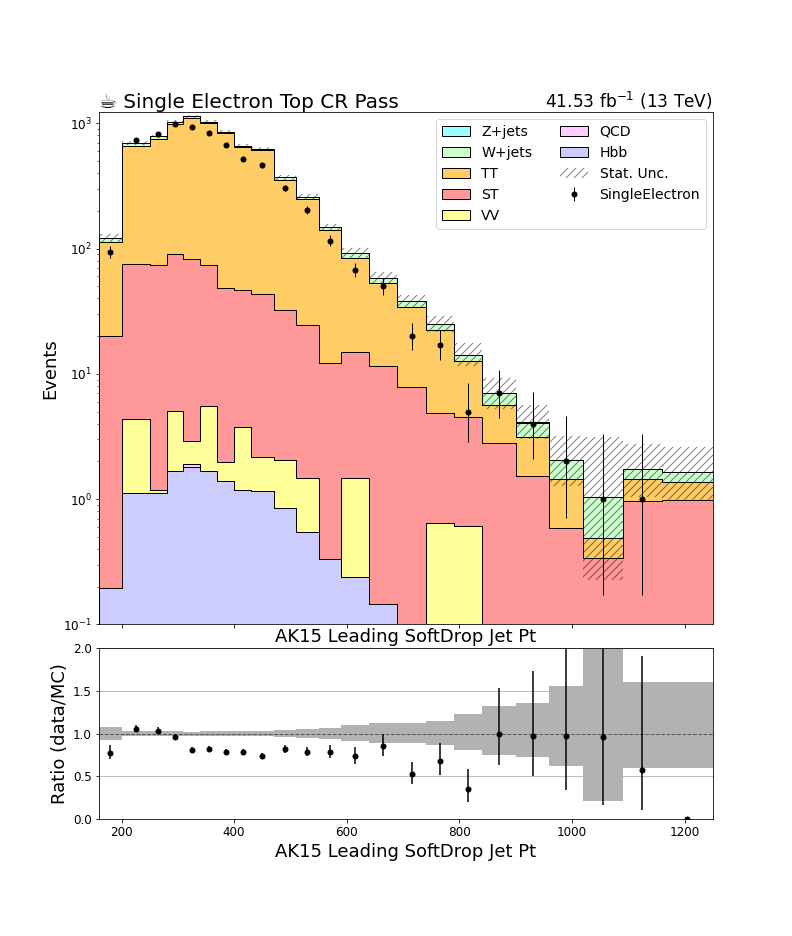 ☕ Single Electron Top CR Pass
41.53 fb⁻¹ (13 TeV)
Z+jets
W+jets
TT
ST
VV
QCD
Hbb
Stat. Unc.
SingleElectron
Events
10³
10²
10¹
10⁰
10⁻¹
AK15 Leading SoftDrop Jet Pt
Ratio (data/MC)
2.0
1.5
1.0
0.5
0.0
200 400 600 800 1000 1200
AK15 Leading SoftDrop Jet Pt